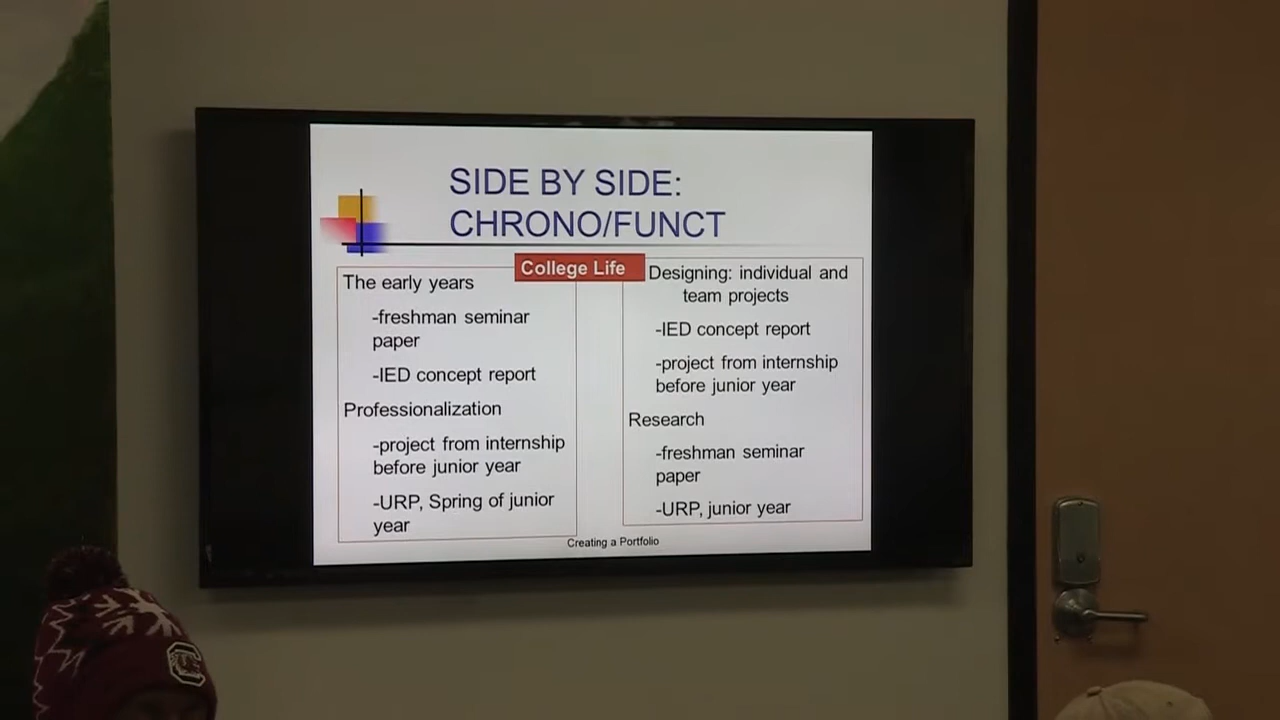 SIDE BY SIDE:
CHRONO/FUNCT
College Life
The early years
-freshman seminar
paper
-IED concept report
Professionalization
-project from internship
before junior year
-URP, Spring of junior
year
Designing: individual and
team projects
-IED concept report
-project from internship
before junior year
Research
-freshman seminar
paper
-URP, junior year
Creating a Portfolio